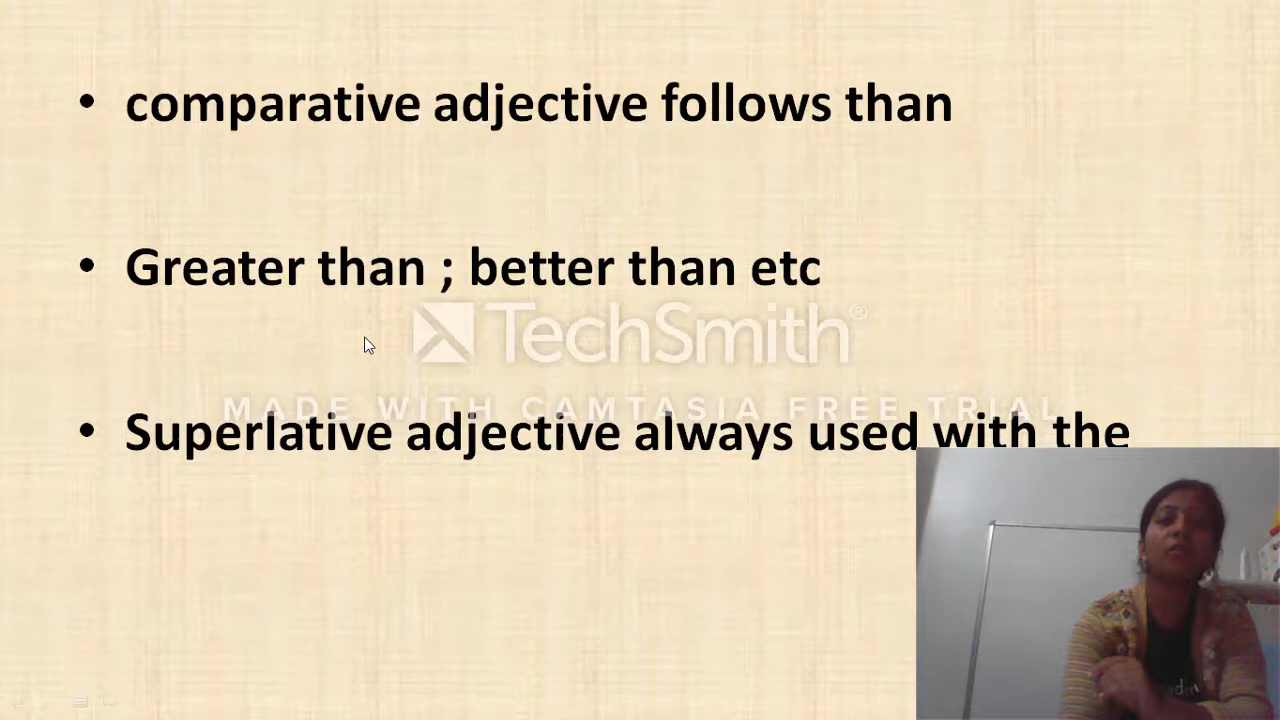 • comparative adjective follows than
• Greater than ; better than etc
TechSmith®
MADE WITH CAMTASIA FREE TRIAL
• Superlative adjective always used with the